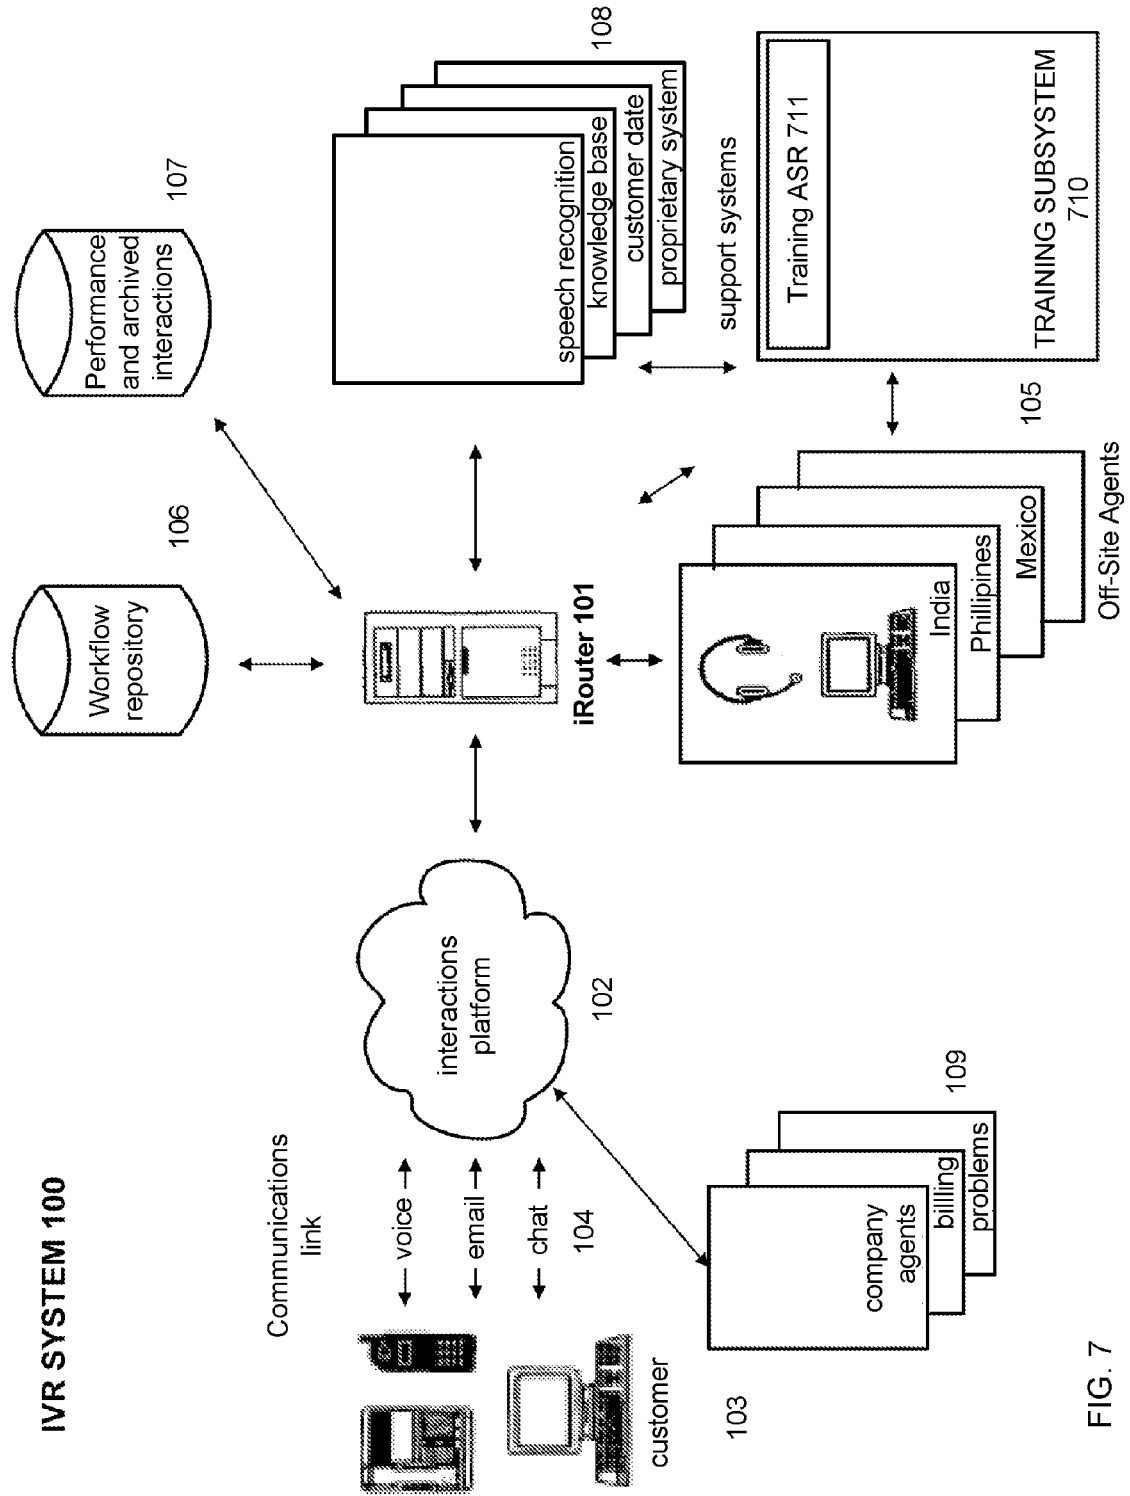 IVR SYSTEM 100
Communications
link
voice
email
chat
104
customer
103
interactions
platform
102
company
agents
billling
problems
109
Workflow
repository
106
Performance
and archived
interactions
107
iRouter 101
speech recognition
knowledge base
customer date
proprietary system
108
support systems
India
Phillipines
Mexico
Off-Site Agents
105
Training ASR 711
TRAINING SUBSYSTEM
710
FIG. 7